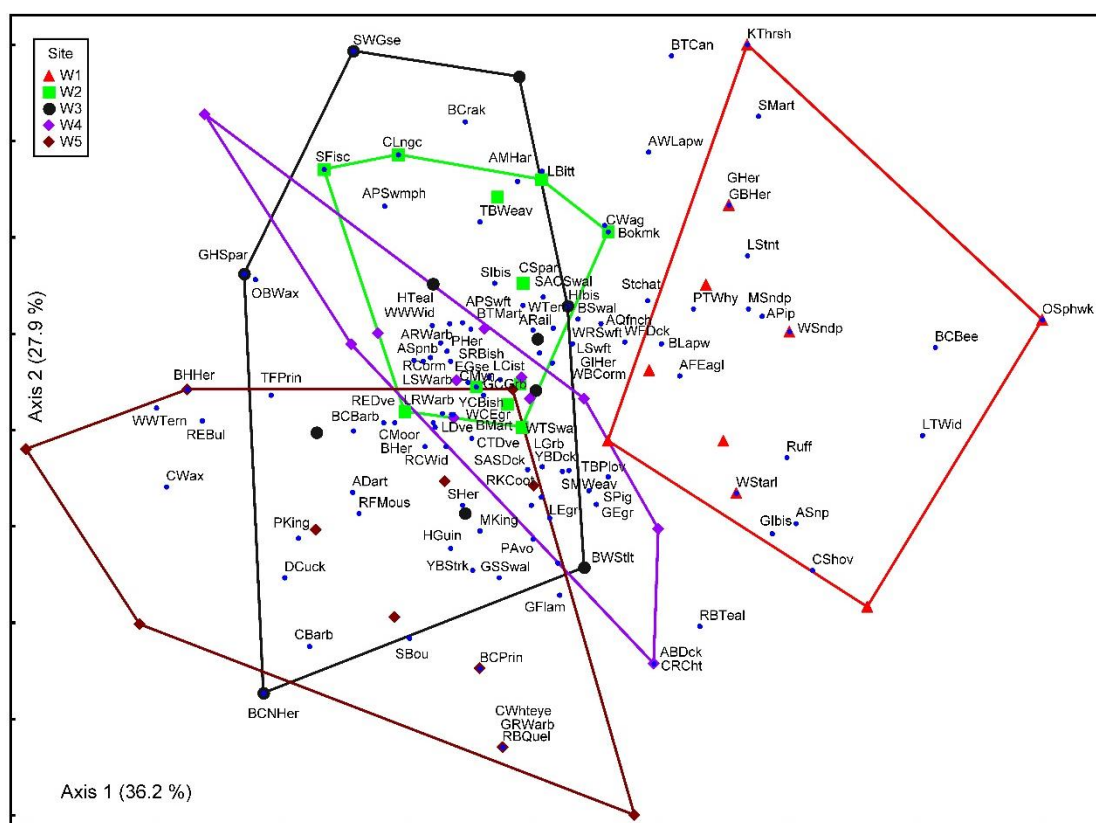 Axis 2 (27.9 %)
Site
W1
W2
W3
W4
W5
SWGse
KThrsh
BTCan
BCrak
SMart
CLngc
AWLapw
SFisc
AMHar
LBitt
GHer
GBHer
APSwmph
TBWeav
CWag
Bokmk
GHSpar
LStnt
OBWax
SIbis
CSpar
SACSwal
Stchat
PTWhy
MSndp
APip
OSphwk
HTeal
WWWid
APSwft
BTMart
WTern
HIbis
BSwal
ARail
AQfnch
WSndp
BCBee
ARWarb
PHer
WRSwft
WFDck
LSwft
BLapw
ASpnb
SRBish
RCorm
EGse
LCist
GIHer
WBCorm
AFEagl
LSWarb
CMyn
GCGrb
BHHer
TFPrin
WWTern
REDve
LRWarb
YCBish
WCEgr
REBul
BCBarb
LDve
BMart
WTSwal
LTWid
CMoor
BHer
CTDve
LGrb
RCWid
SASDck
YBDck
TBPlov
Ruff
CWax
ADart
RKCoot
SMWeav
SPig
WStarl
RFMous
SHer
LEgr
GEgr
PKing
MKing
GIbis
ASnp
HGuin
PAvo
BWStlt
CShov
DCuck
YBStrk
GSSwal
GFlam
RBTeal
CBarb
SBou
ABDck
CRCht
BCPrin
BCNHer
CWhteye
GRWarb
RBQuel
Axis 1 (36.2 %)